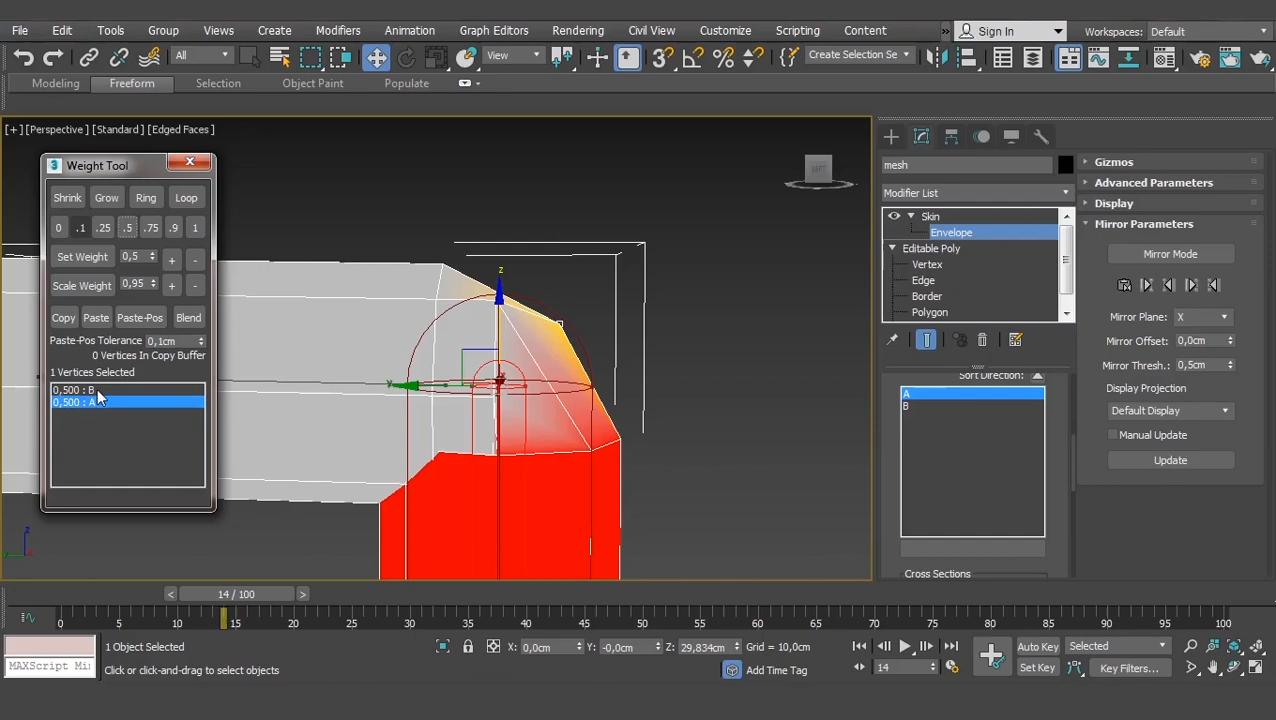 File Edit Tools Group Views Create Modifiers Animation Graph Editors Rendering Civil View Customize Scripting Content » Sign In Workspaces: Default
All View Create Selection Se
Modeling Freeform Selection Object Paint Populate
[+] [Perspective] [Standard] [Edged Faces]
3 Weight Tool
Shrink Grow Ring Loop
0 .1 .25 .5 .75 .9 1
Set Weight 0,5 + -
Scale Weight 0,95 + -
Copy Paste Paste-Pos Blend
Paste-Pos Tolerance 0,1cm
0 Vertices In Copy Buffer
1 Vertices Selected
0,500 : B
0,500 : A
z
y
x
LEFT
z
y
mesh
Modifier List
Skin
Envelope
Editable Poly
Vertex
Edge
Border
Polygon
Sort Direction:
A
B
Cross Sections
Gizmos
Advanced Parameters
Display
Mirror Parameters
Mirror Mode
Mirror Plane: X
Mirror Offset: 0,0cm
Mirror Thresh.: 0,5cm
Display Projection
Default Display
Manual Update
Update
< 14 / 100 >
0 5 10 15 20 25 30 35 40 45 50 55 60 65 70 75 80 85 90 95 100
MAXScript Mi
1 Object Selected
Click or click-and-drag to select objects
X: 0,0cm Y: -0,0cm Z: 29,834cm Grid = 10,0cm
Add Time Tag
14
Auto Key Selected
Set Key Key Filters...